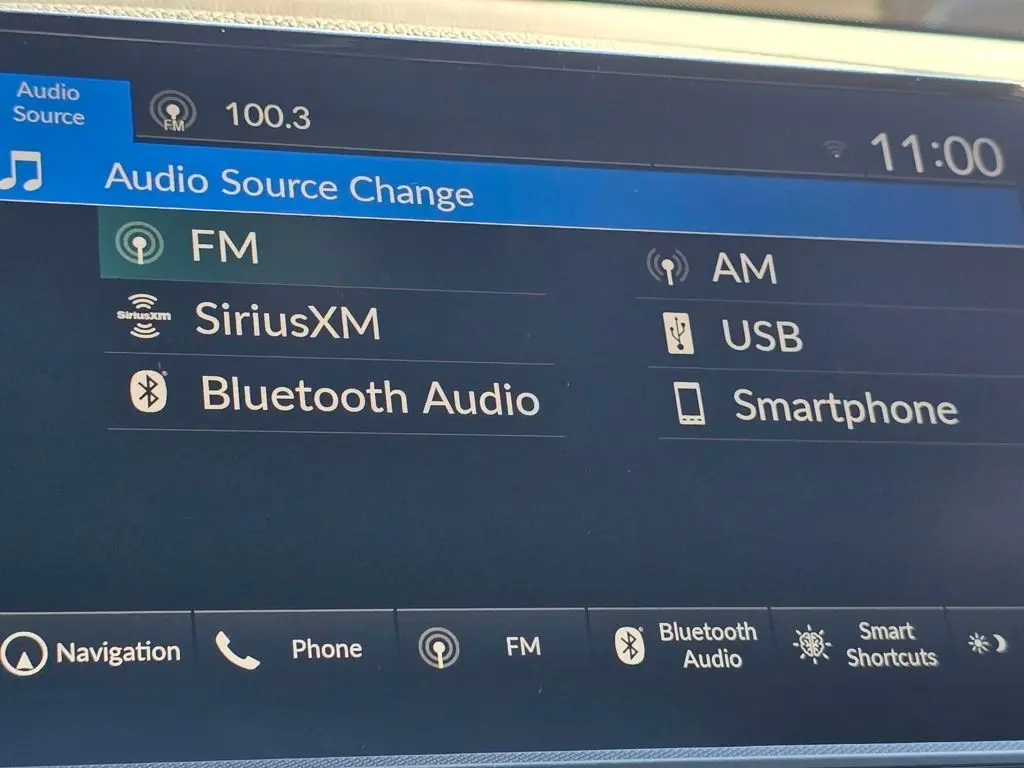 Audio
Source
FM
100.3
11:00
Audio Source Change
FM
AM
SiriusXM
SiriusXM
USB
Bluetooth Audio
Smartphone
Navigation
Phone
FM
Bluetooth
Audio
Smart
Shortcuts